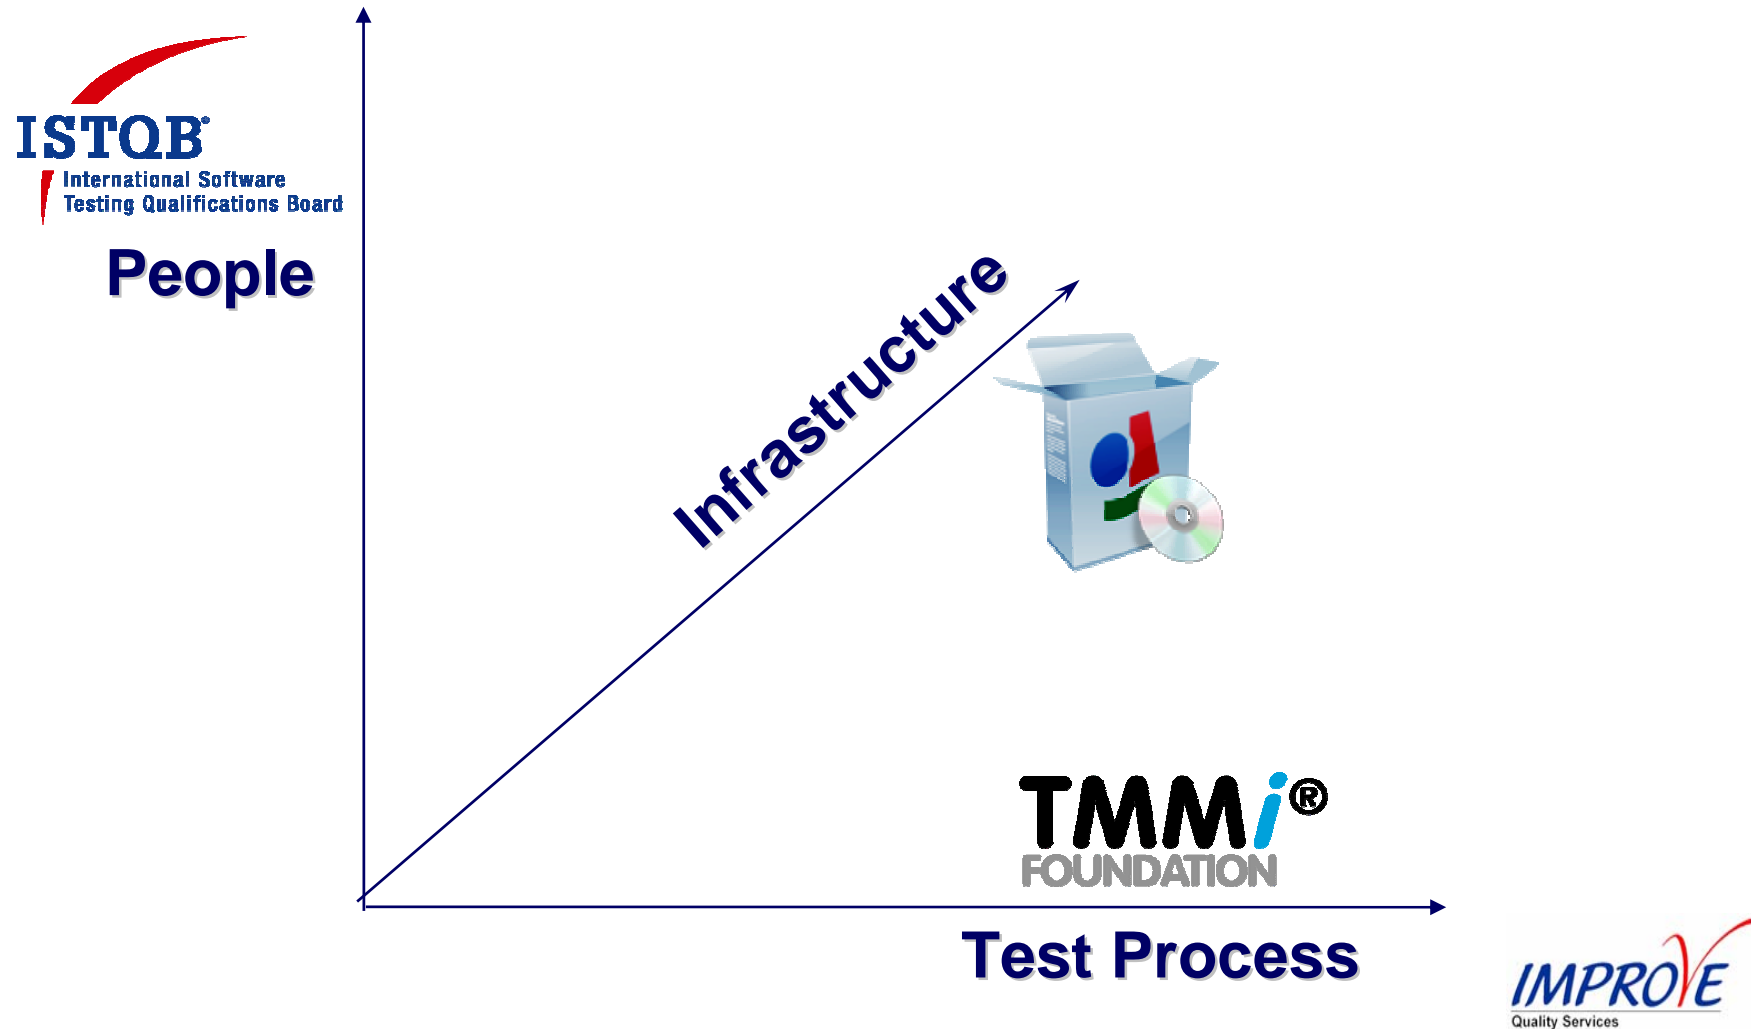 ISTQB®
International Software
Testing Qualifications Board
People
Infrastructure
TMMi®
FOUNDATION
Test Process
IMPROVE
Quality Services